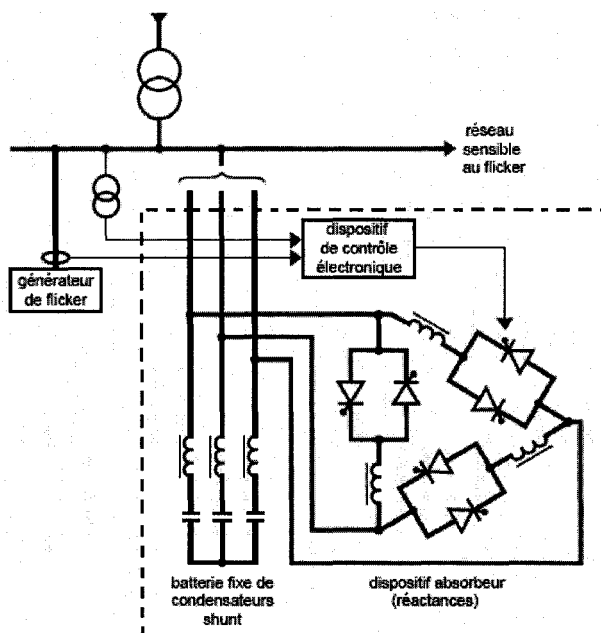 réseau
sensible
au flicker
dispositif
de contrôle
électronique
générateur
de flicker
batterie fixe de
condensateurs
shunt
dispositif absorbeur
(réactances)